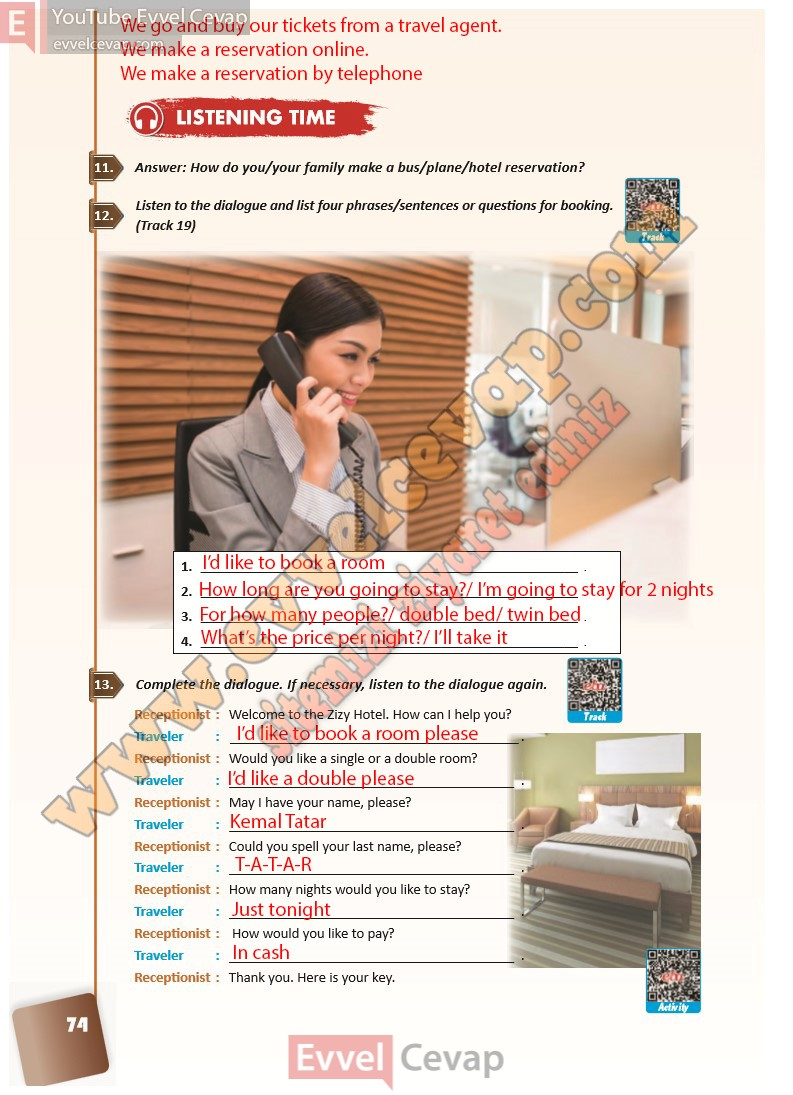 E YouTube Evvel Cevap
evvelcevap.com
We go and buy our tickets from a travel agent.
We make a reservation online.
We make a reservation by telephone
LISTENING TIME
11. Answer: How do you/your family make a bus/plane/hotel reservation?
12. Listen to the dialogue and list four phrases/sentences or questions for booking.
(Track 19)
Track
www.evvelcevap.com
sitemizi ziyaret ediniz
1. I'd like to book a room .
2. How long are you going to stay?/ I'm going to stay for 2 nights
3. For how many people?/ double bed/ twin bed .
4. What's the price per night?/ I'll take it .
13. Complete the dialogue. If necessary, listen to the dialogue again.
Track
Receptionist : Welcome to the Zizy Hotel. How can I help you?
Traveler : I'd like to book a room please .
Receptionist : Would you like a single or a double room?
Traveler : I'd like a double please .
Receptionist : May I have your name, please?
Traveler : Kemal Tatar .
Receptionist : Could you spell your last name, please?
Traveler : T-A-T-A-R .
Receptionist : How many nights would you like to stay?
Traveler : Just tonight .
Receptionist : How would you like to pay?
Traveler : In cash .
Receptionist : Thank you. Here is your key.
Activity
74
Evvel Cevap